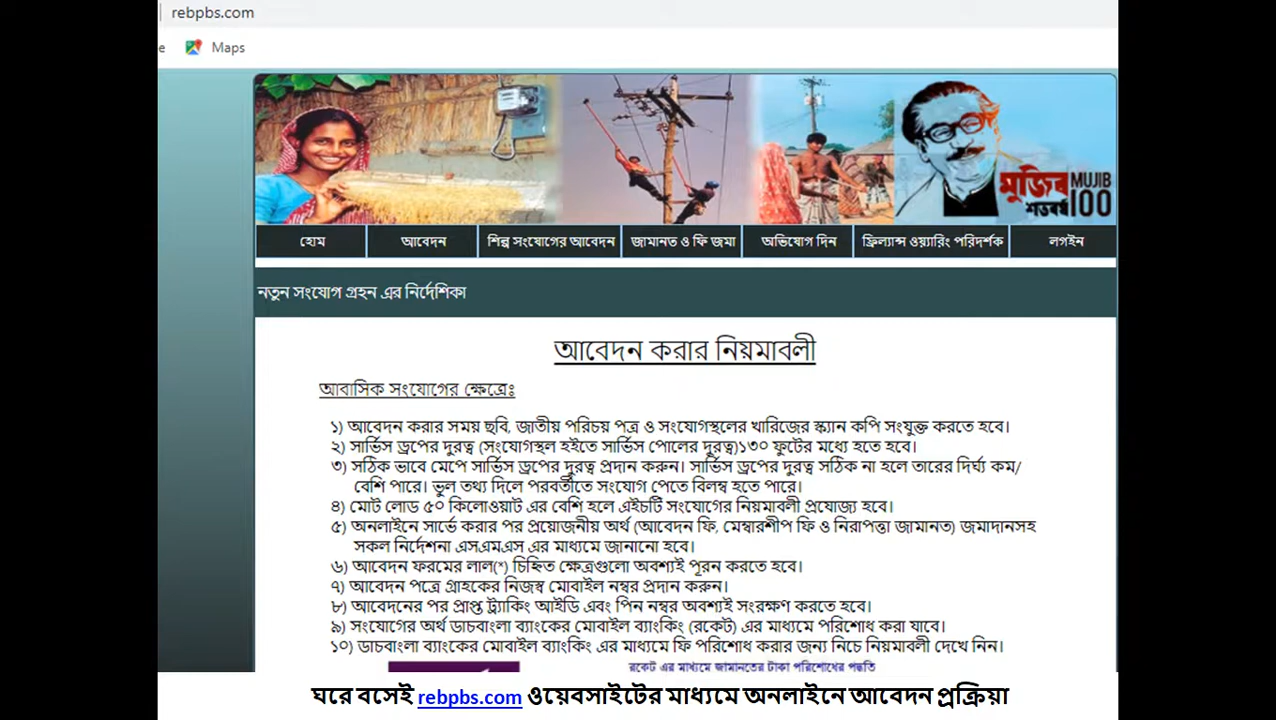 rebpbs.com
e Maps
মুজিব MUJIB
শতবর্ষ 100
হোম আবেদন শিল্প সংযোগের আবেদন জামানত ও ফি জমা অভিযোগ দিন ফ্রিল্যান্স ওয়্যারিং পরিদর্শক লগইন
নতুন সংযোগ গ্রহন এর নির্দেশিকা
আবেদন করার নিয়মাবলী
আবাসিক সংযোগের ক্ষেত্রেঃ
১) আবেদন করার সময় ছবি, জাতীয় পরিচয় পত্র ও সংযোগস্থলের খারিজের স্ক্যান কপি সংযুক্ত করতে হবে।
২) সার্ভিস ড্রপের দুরত্ব (সংযোগস্থল হইতে সার্ভিস পোলের দুরত্ব)১৩০ ফুটের মধ্যে হতে হবে।
৩) সঠিক ভাবে মেপে সার্ভিস ড্রপের দুরত্ব প্রদান করুন। সার্ভিস ড্রপের দুরত্ব সঠিক না হলে তারের দির্ঘ্য কম/
বেশি পারে। ভুল তথ্য দিলে পরবর্তীতে সংযোগ পেতে বিলম্ব হতে পারে।
৪) মোট লোড ৫০ কিলোওয়াট এর বেশি হলে এইচটি সংযোগের নিয়মাবলী প্রযোজ্য হবে।
৫) অনলাইনে সার্ভে করার পর প্রয়োজনীয় অর্থ (আবেদন ফি, মেম্বারশীপ ফি ও নিরাপত্তা জামানত) জমাদানসহ
সকল নির্দেশনা এসএমএস এর মাধ্যমে জানানো হবে।
৬) আবেদন ফরমের লাল(*) চিহ্নিত ক্ষেত্রগুলো অবশ্যই পূরন করতে হবে।
৭) আবেদন পত্রে গ্রাহকের নিজস্ব মোবাইল নম্বর প্রদান করুন।
৮) আবেদনের পর প্রাপ্ত ট্র্যাকিং আইডি এবং পিন নম্বর অবশ্যই সংরক্ষণ করতে হবে।
৯) সংযোগের অর্থ ডাচবাংলা ব্যাংকের মোবাইল ব্যাংকিং (রকেট) এর মাধ্যমে পরিশোধ করা যাবে।
১০) ডাচবাংলা ব্যাংকের মোবাইল ব্যাংকিং এর মাধ্যমে ফি পরিশোধ করার জন্য নিচে নিয়মাবলী দেখে নিন।
রকেট এর মাধ্যমে জামানতের টাকা পরিশোধের পদ্ধতি
ঘরে বসেই rebpbs.com ওয়েবসাইটের মাধ্যমে অনলাইনে আবেদন প্রক্রিয়া